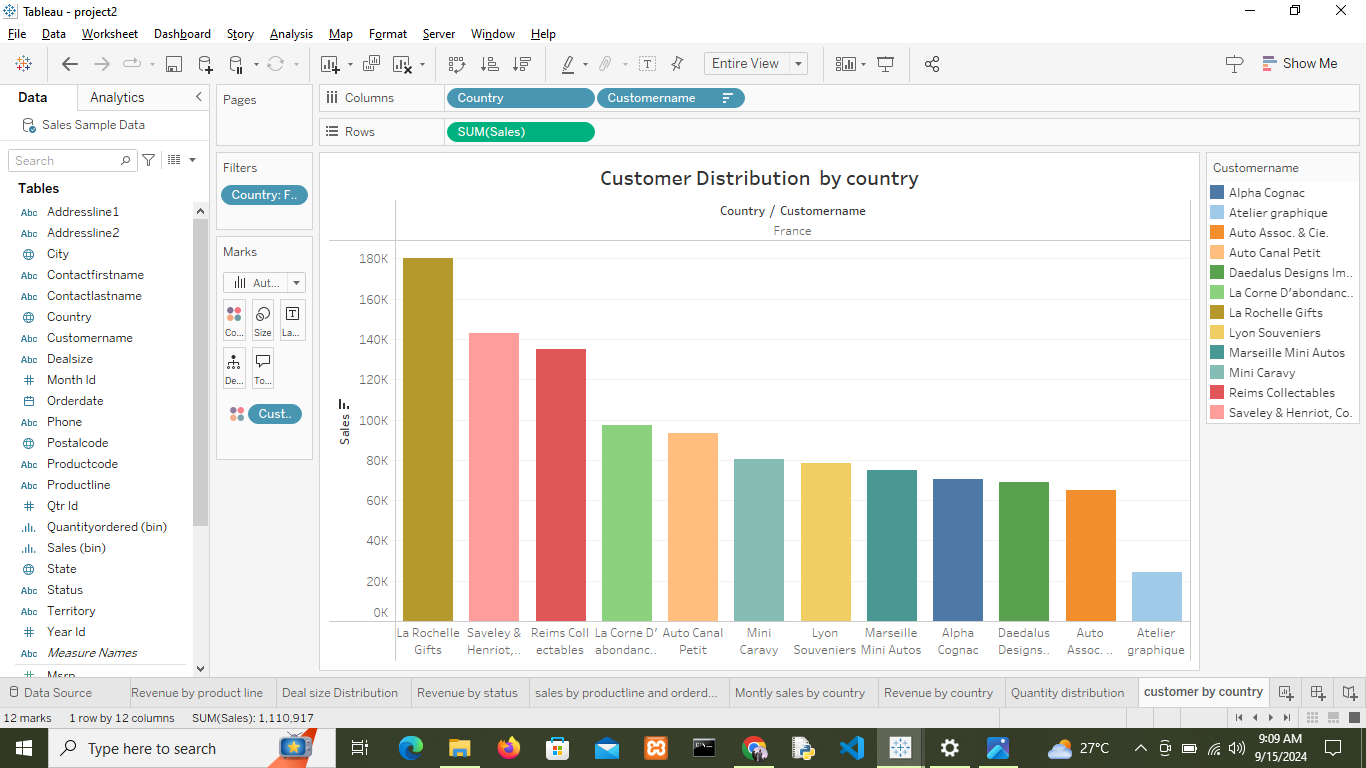 Tableau - project2
File Data Worksheet Dashboard Story Analysis Map Format Server Window Help
Entire View
Show Me
Data Analytics
Sales Sample Data
Search
Tables
Abc Addressline1
Abc Addressline2
City
Abc Contactfirstname
Abc Contactlastname
Country
Abc Customername
Abc Dealsize
Month Id
Orderdate
Abc Phone
Postalcode
Abc Productcode
Abc Productline
Qtr Id
Quantityordered (bin)
Sales (bin)
State
Abc Status
Abc Territory
Year Id
Abc Measure Names
Msrp
Pages
Filters
Country: F..
Marks
Aut...
Co... Size La...
De... To...
Cust..
Columns Country Customername
Rows SUM(Sales)
Customer Distribution by country
Country / Customername
France
Sales
180K
160K
140K
120K
100K
80K
60K
40K
20K
0K
La Rochelle Saveley & Reims Coll La Corne D’ Auto Canal Mini Lyon Marseille Alpha Daedalus Auto Atelier
Gifts Henriot,.. ectables abondanc.. Petit Caravy Souveniers Mini Autos Cognac Designs.. Assoc. .. graphique
Customername
Alpha Cognac
Atelier graphique
Auto Assoc. & Cie.
Auto Canal Petit
Daedalus Designs Im..
La Corne D’abondanc..
La Rochelle Gifts
Lyon Souveniers
Marseille Mini Autos
Mini Caravy
Reims Collectables
Saveley & Henriot, Co.
Data Source Revenue by product line Deal size Distribution Revenue by status sales by productline and orderd... Montly sales by country Revenue by country Quantity distribution customer by country
12 marks 1 row by 12 columns SUM(Sales): 1,110,917
Type here to search
27°C
9:09 AM
9/15/2024